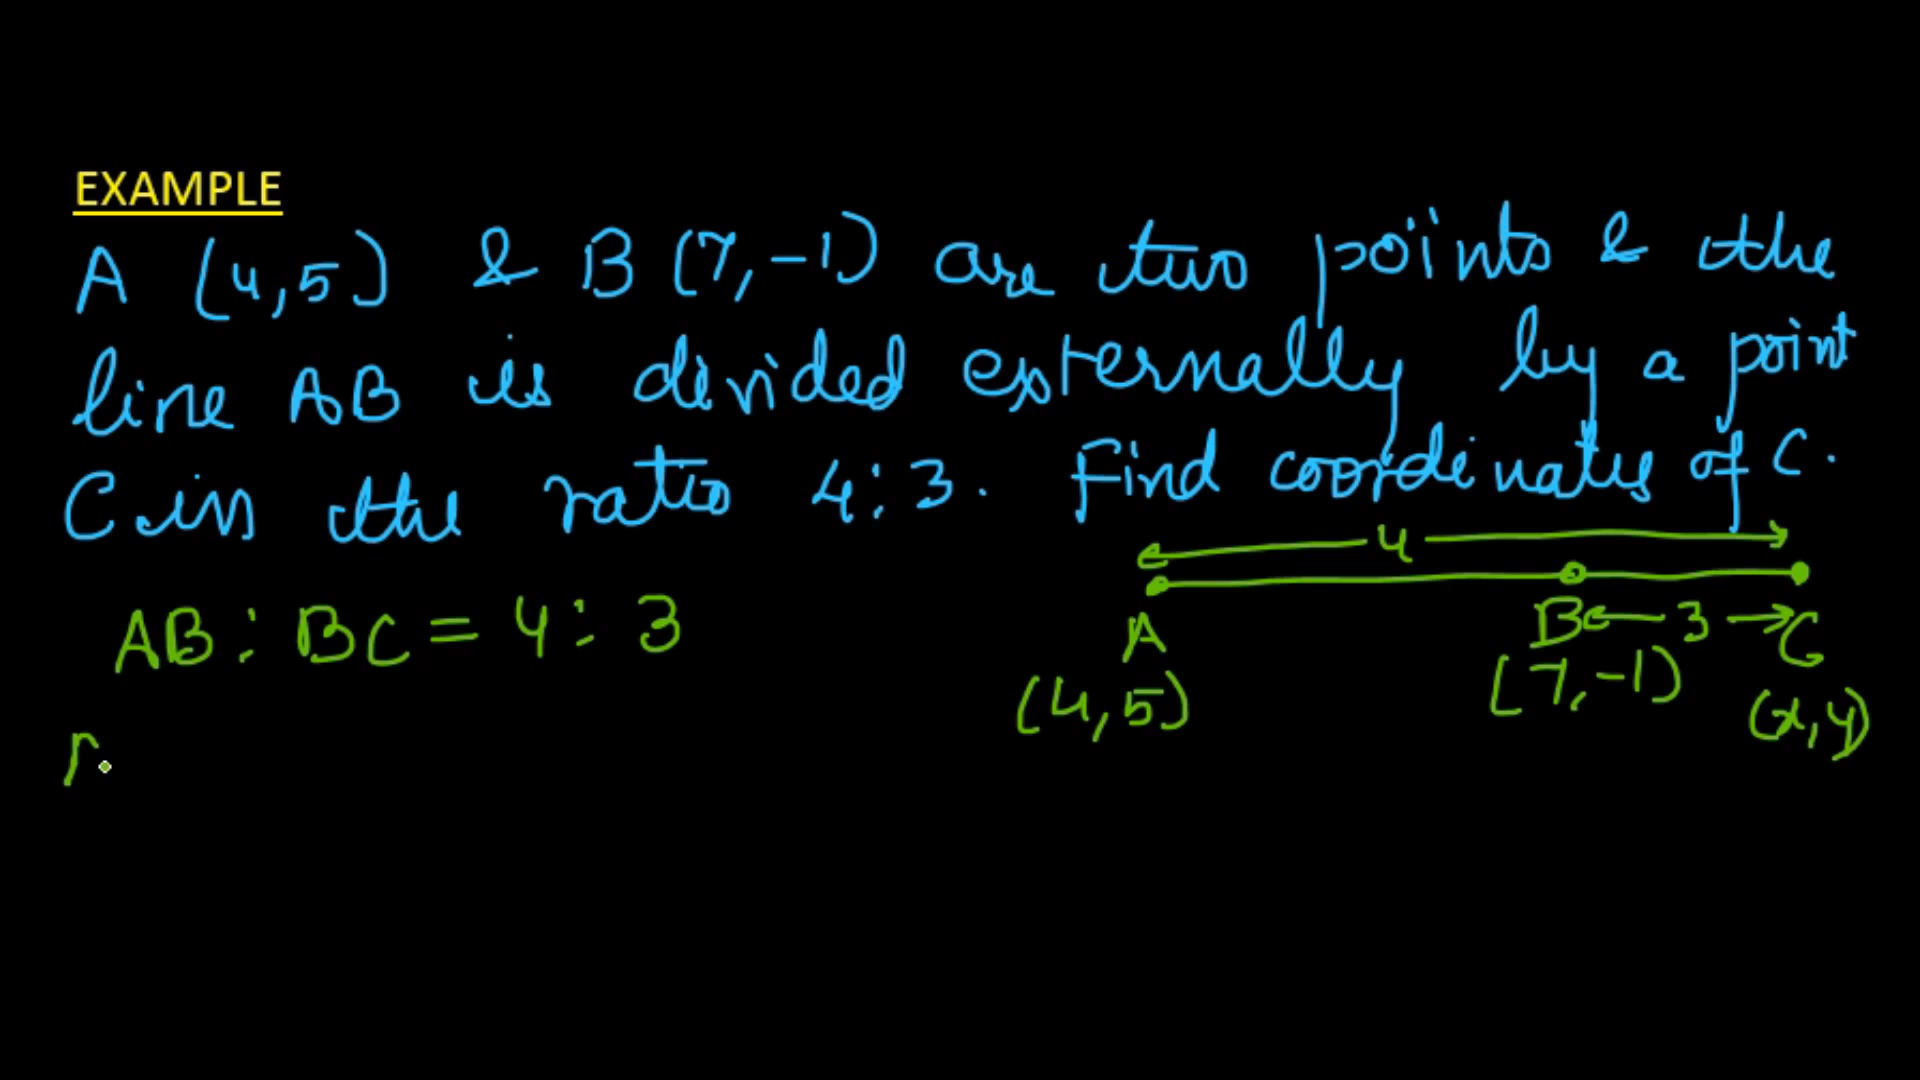 EXAMPLE
A (4,5) & B (7,-1) are two points & the
line AB is divided externally by a point
C in the ratio 4:3. Find coordinates of C.
4
AB : BC = 4 : 3
A B 3 C
(4,5) (7,-1) (x,y)